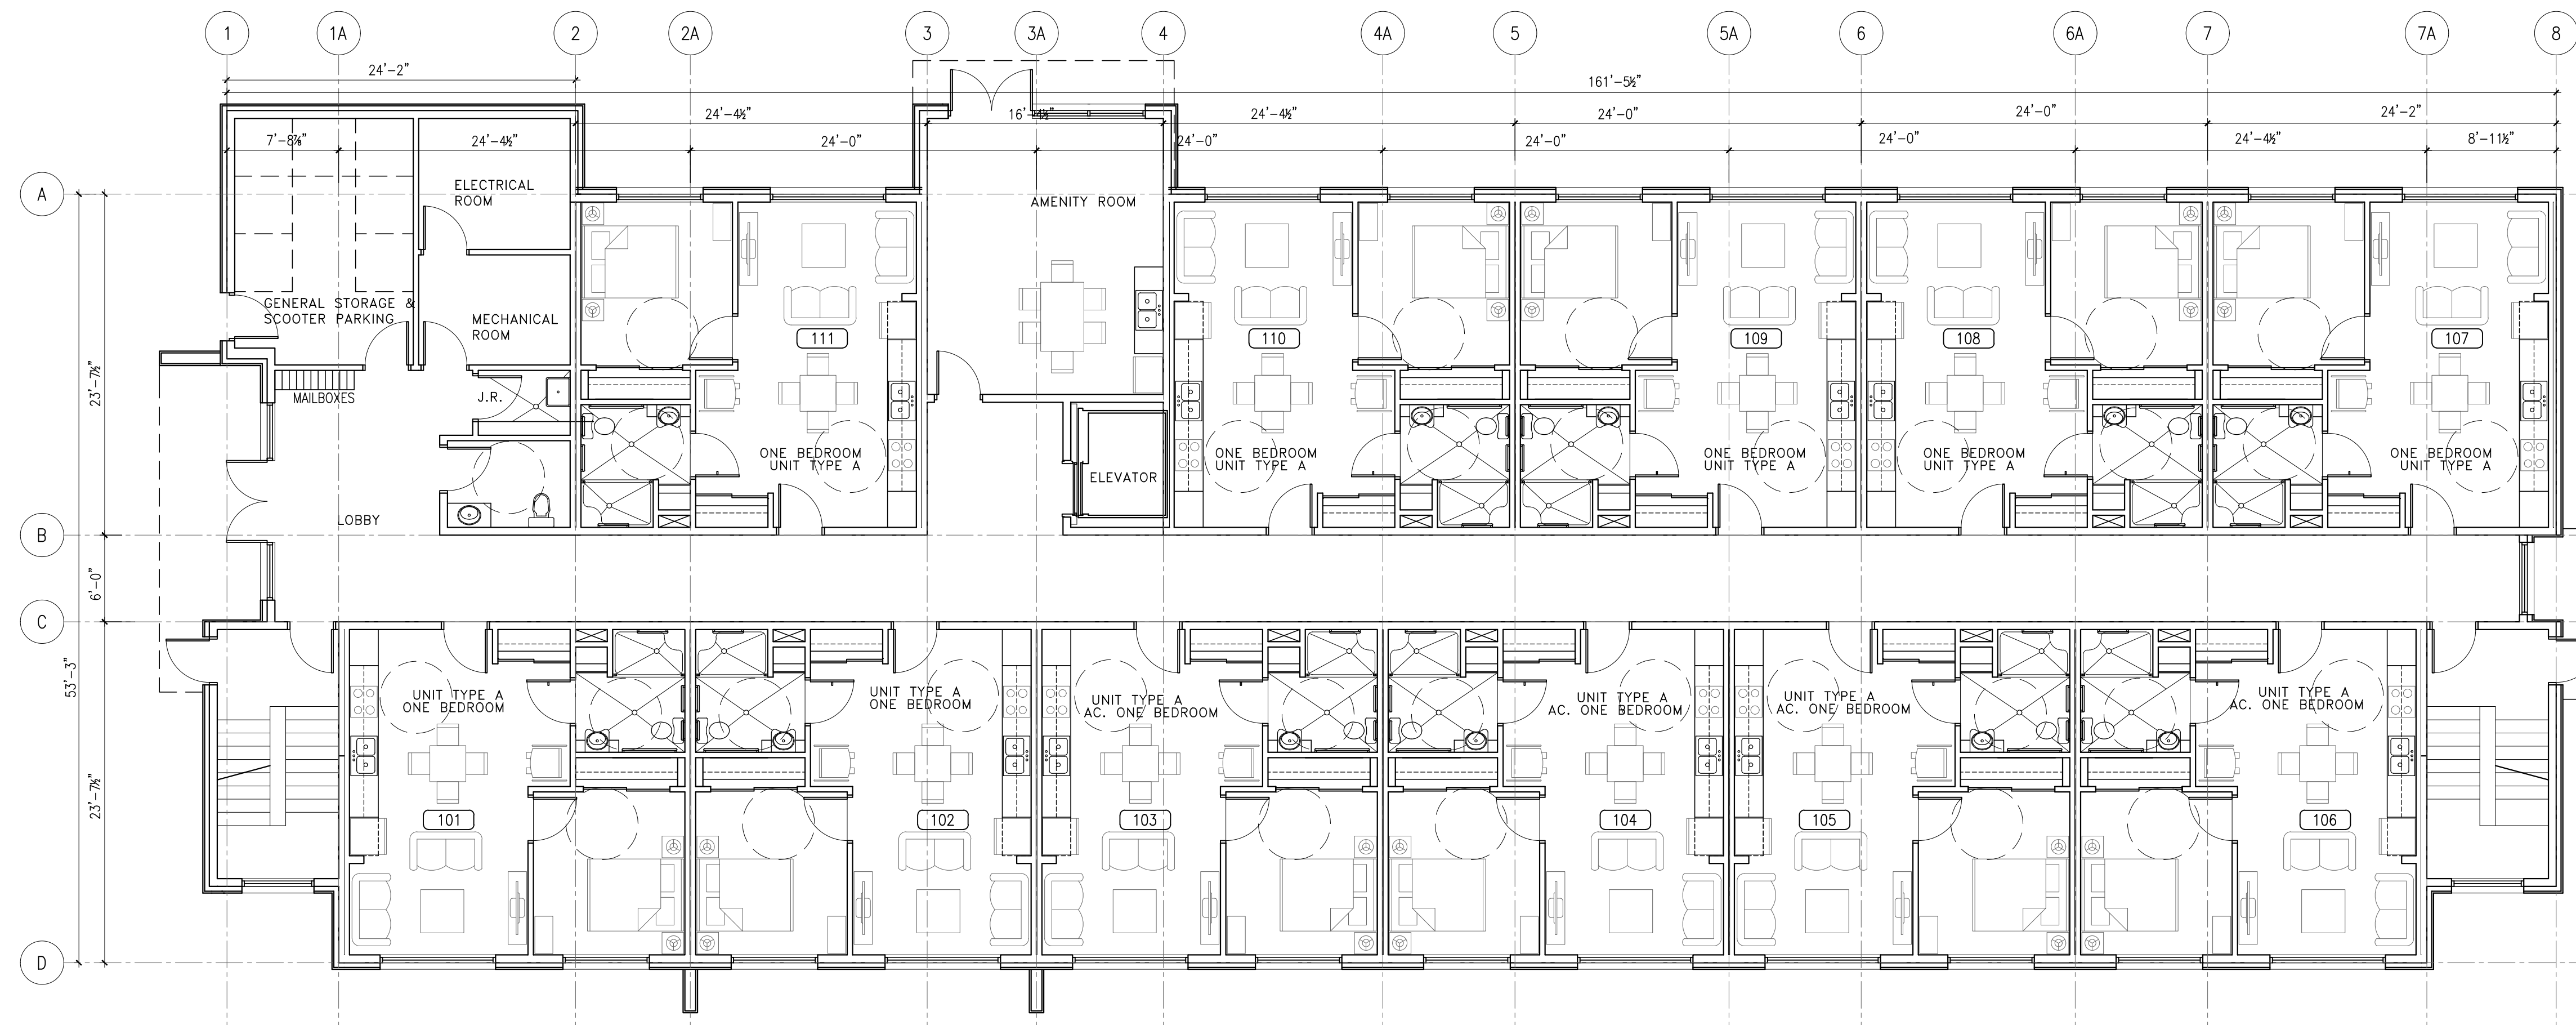 1 1A 2 2A 3 3A 4 4A 5 5A 6 6A 7 7A 8
24'-2"
161'-5½"
24'-4½" 16'-4½" 24'-4½" 24'-0" 24'-0" 24'-2"
7'-8⅞" 24'-4½" 24'-0" 24'-0" 24'-0" 24'-0" 24'-4½" 8'-11½"
A
ELECTRICAL
ROOM
AMENITY ROOM
GENERAL STORAGE &
SCOOTER PARKING
MECHANICAL
ROOM
111
110
109
108
107
23'-7½"
MAILBOXES
J.R.
ONE BEDROOM
UNIT TYPE A
ONE BEDROOM
UNIT TYPE A
ONE BEDROOM
UNIT TYPE A
ONE BEDROOM
UNIT TYPE A
ONE BEDROOM
UNIT TYPE A
ELEVATOR
LOBBY
B
6'-0"
C
53'-3"
UNIT TYPE A
ONE BEDROOM
UNIT TYPE A
ONE BEDROOM
UNIT TYPE A
AC. ONE BEDROOM
UNIT TYPE A
AC. ONE BEDROOM
UNIT TYPE A
AC. ONE BEDROOM
UNIT TYPE A
AC. ONE BEDROOM
23'-7½"
101
102
103
104
105
106
D